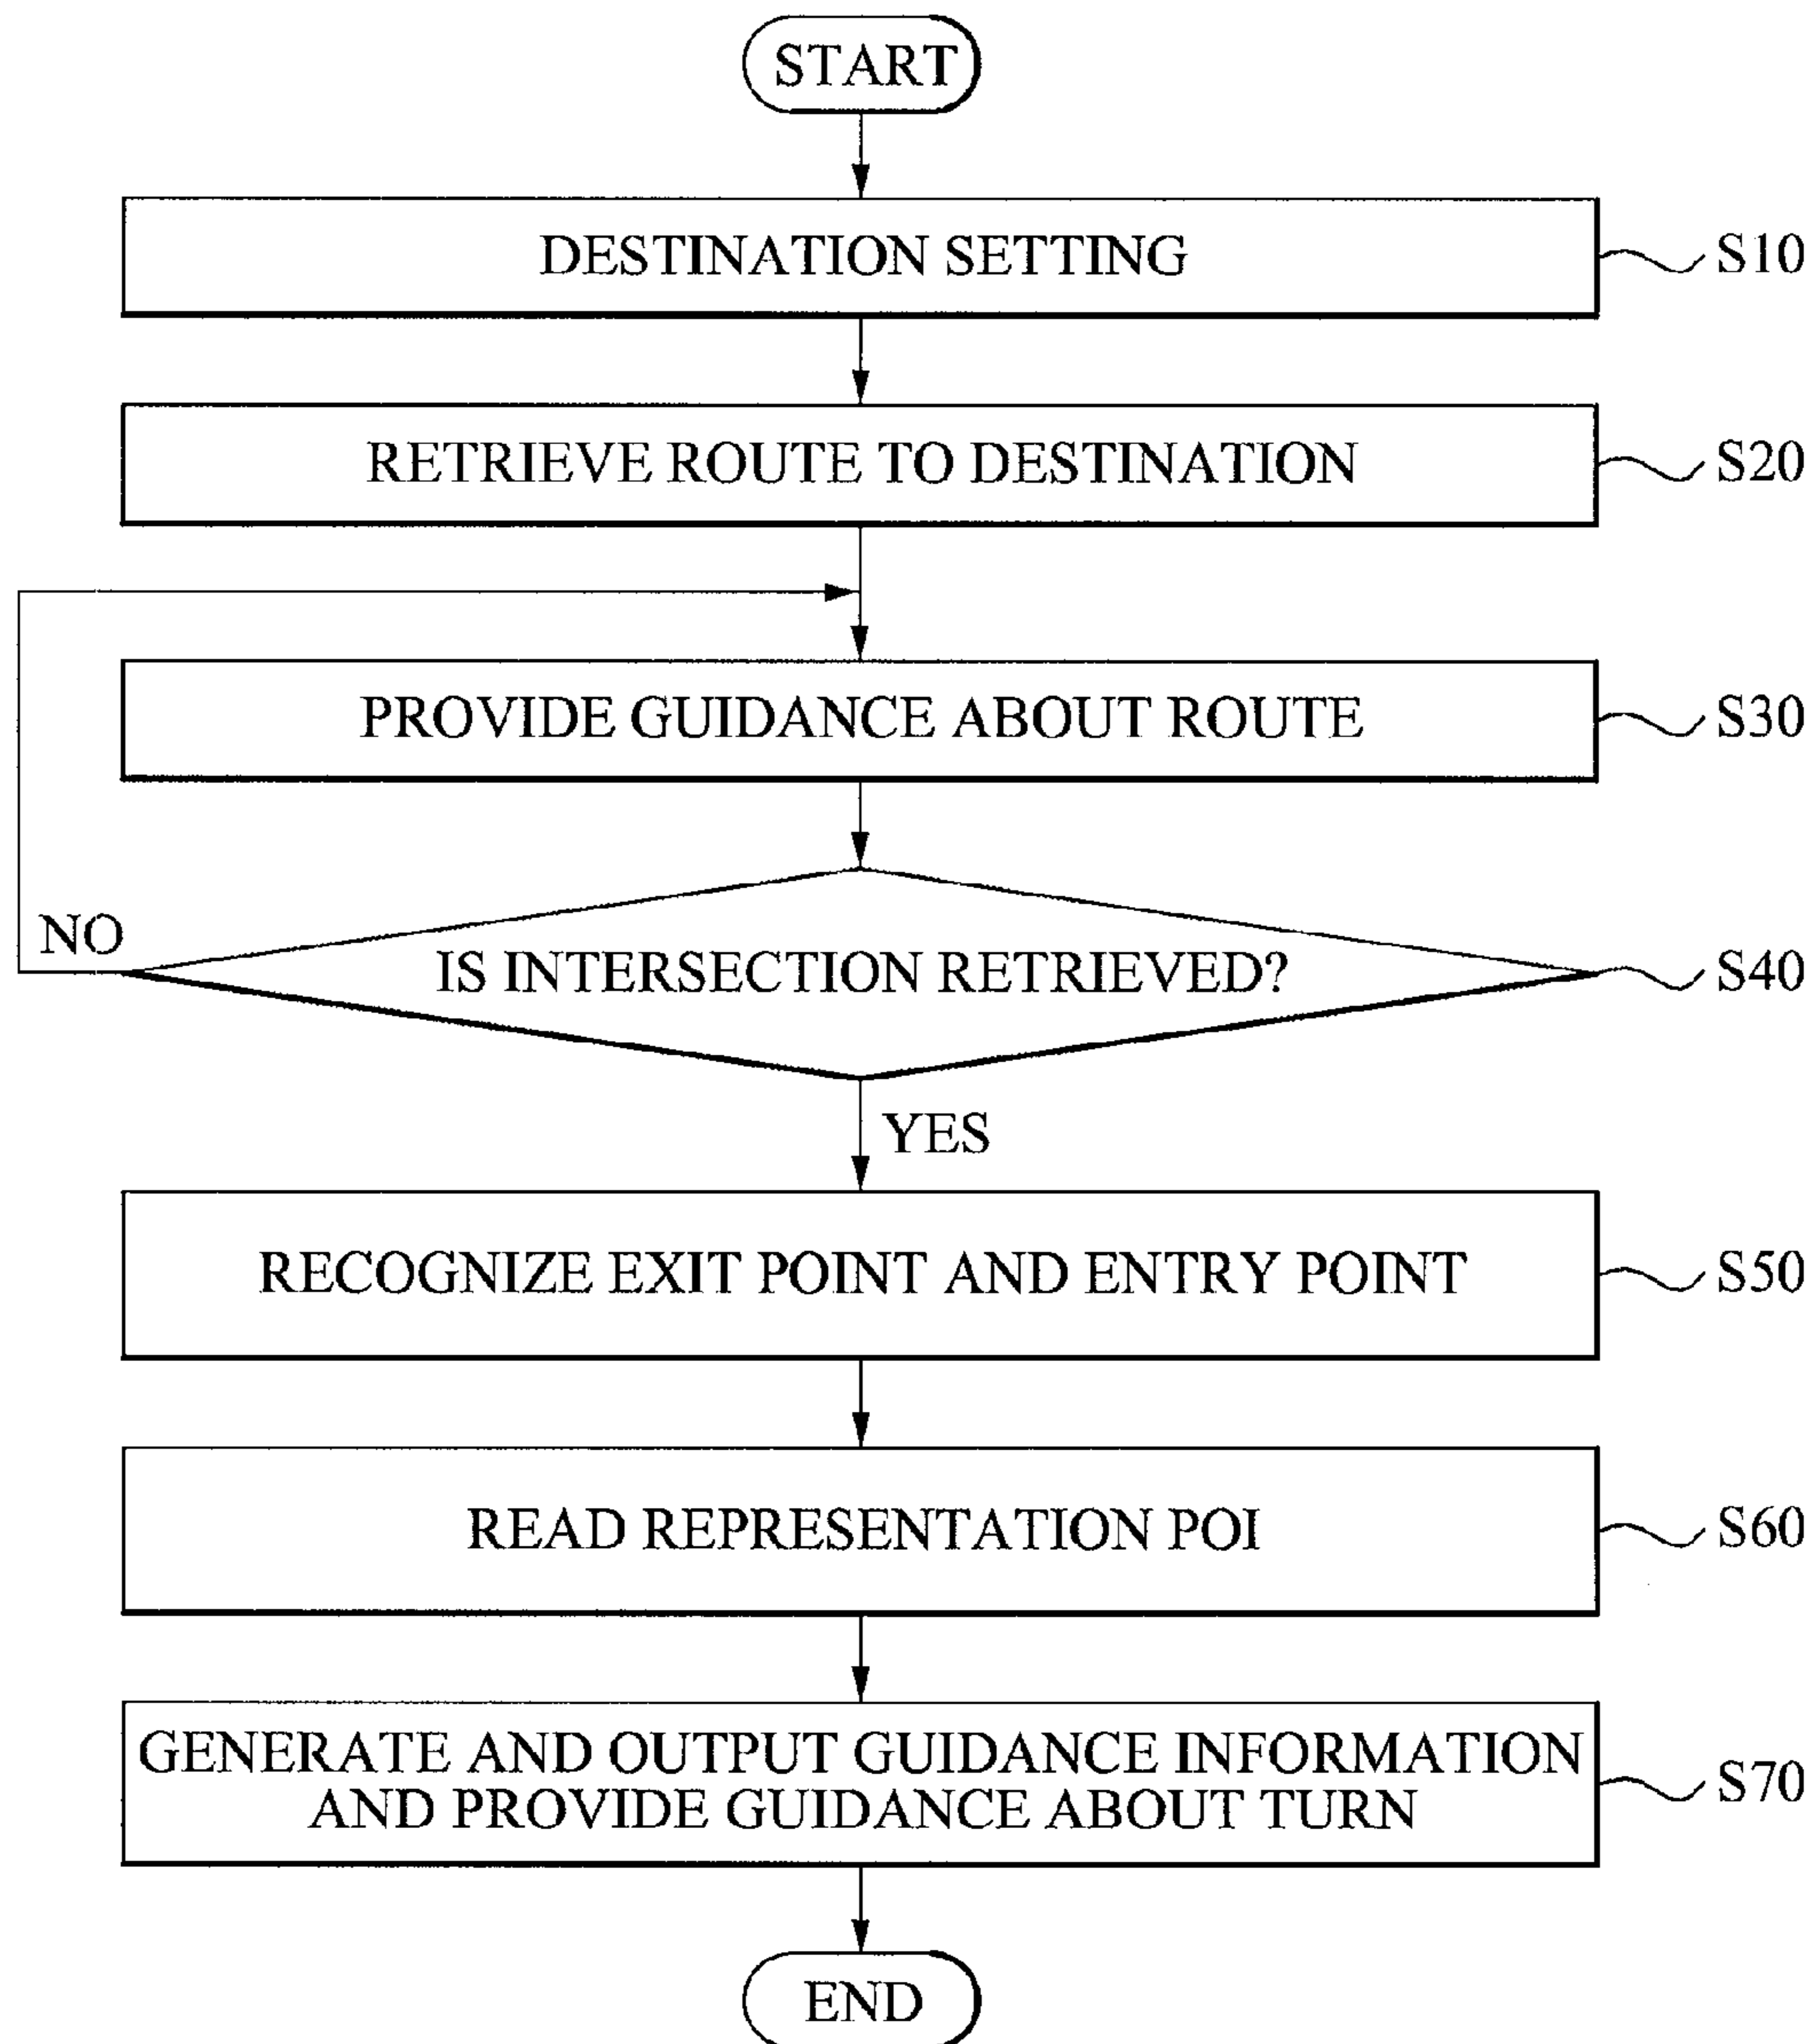 START
DESTINATION SETTING
S10
RETRIEVE ROUTE TO DESTINATION
S20
PROVIDE GUIDANCE ABOUT ROUTE
S30
NO
IS INTERSECTION RETRIEVED?
S40
YES
RECOGNIZE EXIT POINT AND ENTRY POINT
S50
READ REPRESENTATION POI
S60
GENERATE AND OUTPUT GUIDANCE INFORMATION
AND PROVIDE GUIDANCE ABOUT TURN
S70
END